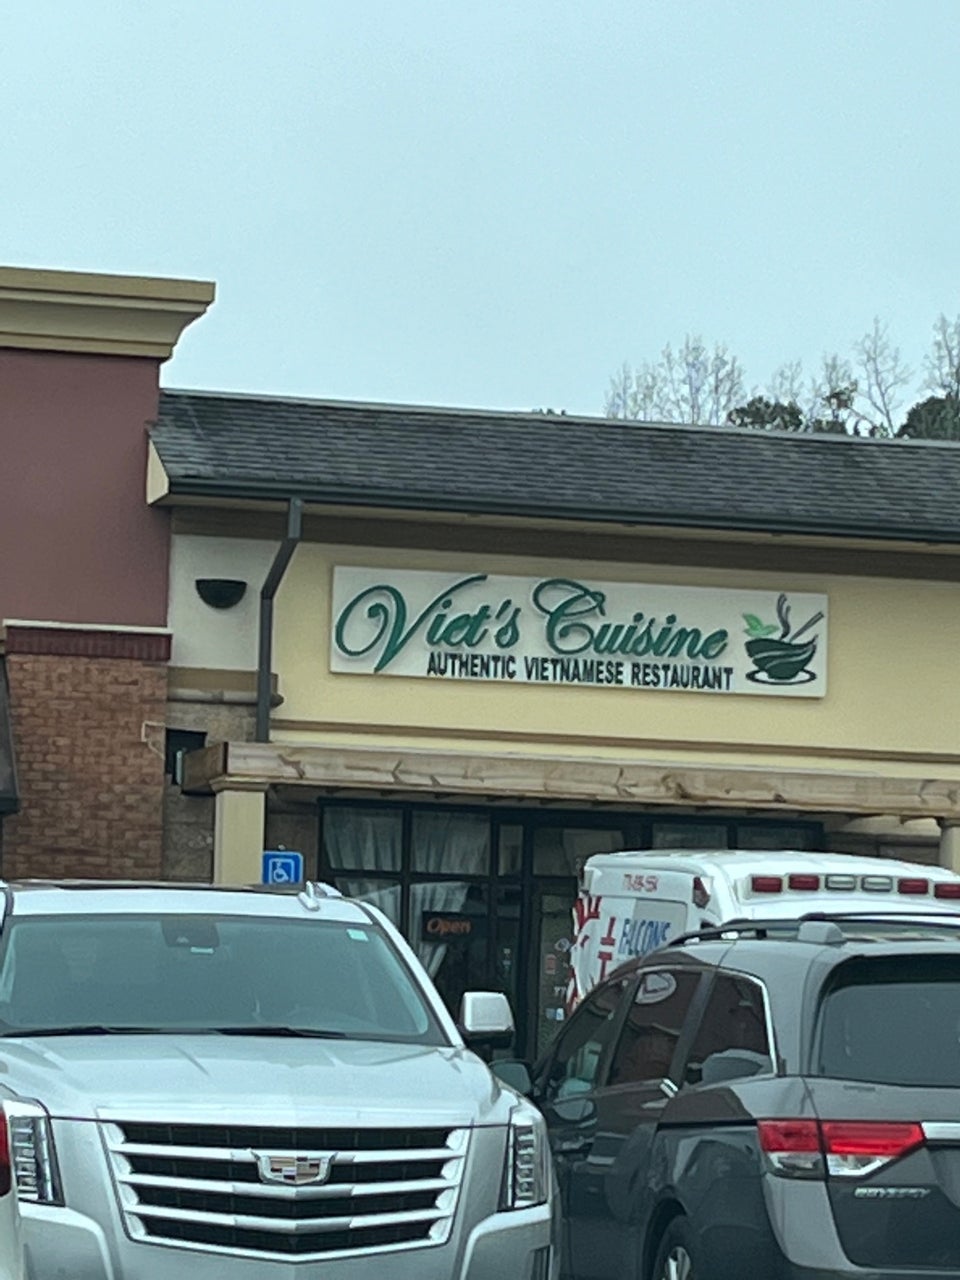 Viet's Cuisine
AUTHENTIC VIETNAMESE RESTAURANT
Open
FALCONS
ODYSSEY